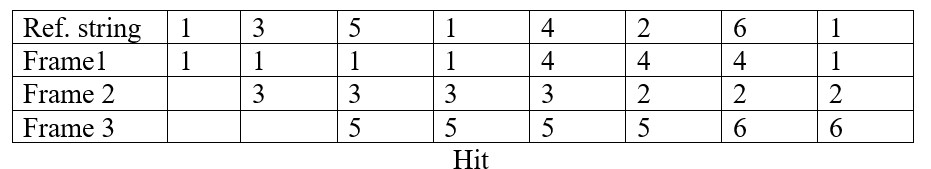 Ref. string 1 3 5 1 4 2 6 1
Frame1 1 1 1 1 4 4 4 1
Frame 2 3 3 3 3 2 2 2
Frame 3 5 5 5 5 6 6
Hit